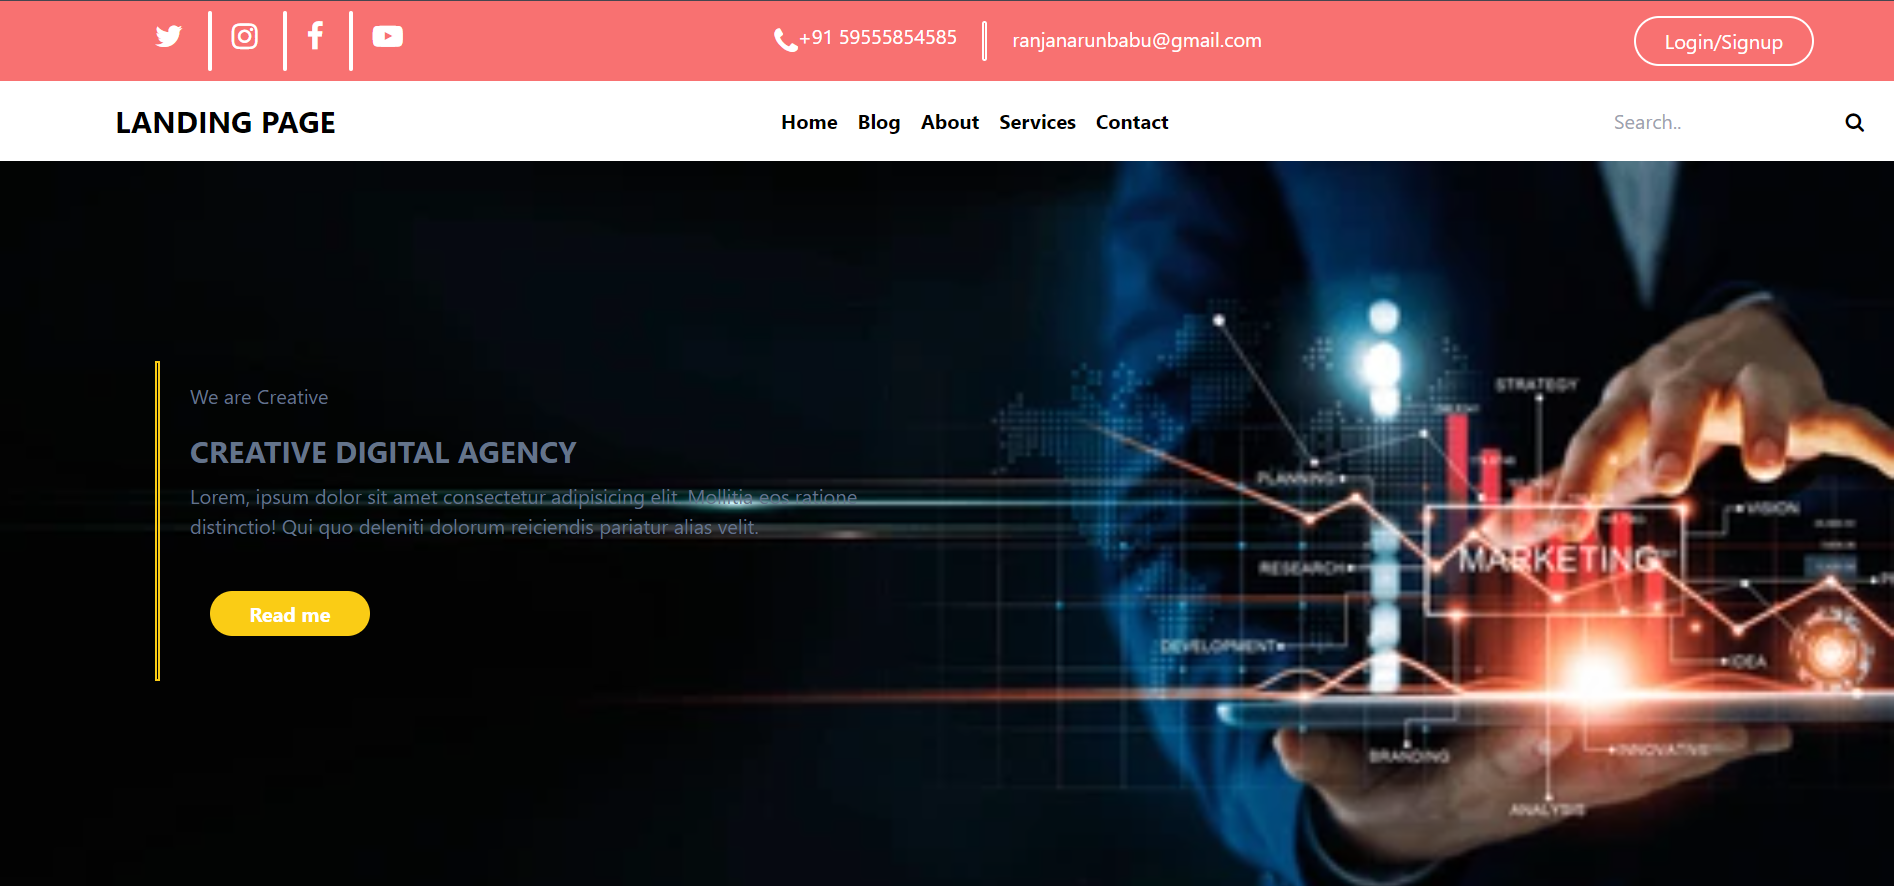 +91 59555854585
ranjanarunbabu@gmail.com
Login/Signup
LANDING PAGE
Home Blog About Services Contact
Search..
We are Creative
CREATIVE DIGITAL AGENCY
Lorem, ipsum dolor sit amet consectetur adipisicing elit. Mollitia eos ratione
distinctio! Qui quo deleniti dolorum reiciendis pariatur alias velit.
Read me
STRATEGY
PLANNING
VISION
MARKETING
RESEARCH
DEVELOPMENT
IDEA
BRANDING
INNOVATIVE
ANALYSIS